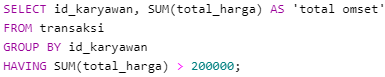 SELECT id_karyawan, SUM(total_harga) AS 'total omset'
FROM transaksi
GROUP BY id_karyawan
HAVING SUM(total_harga) > 200000;